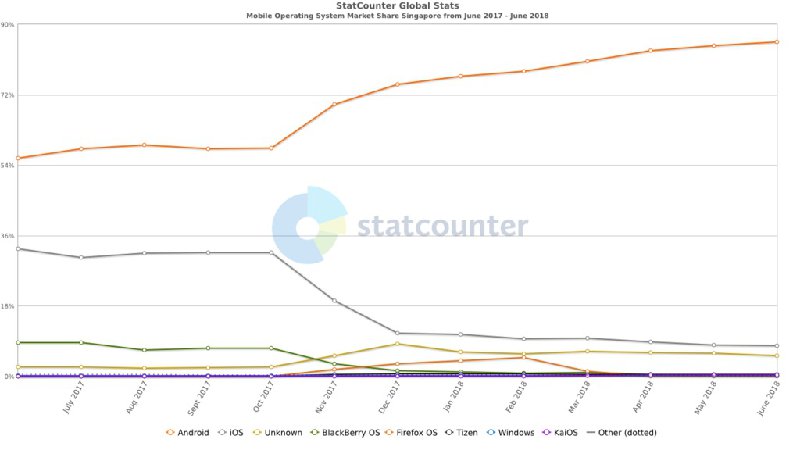 StatCounter Global Stats
Mobile Operating System Market Share Singapore from June 2017 - June 2018
90%
72%
54%
36%
18%
0%
statcounter
July 2017
Aug 2017
Sept 2017
Oct 2017
Nov 2017
Dec 2017
Jan 2018
Feb 2018
Mar 2018
Apr 2018
May 2018
June 2018
Android iOS Unknown BlackBerry OS Firefox OS Tizen Windows KaiOS Other (dotted)